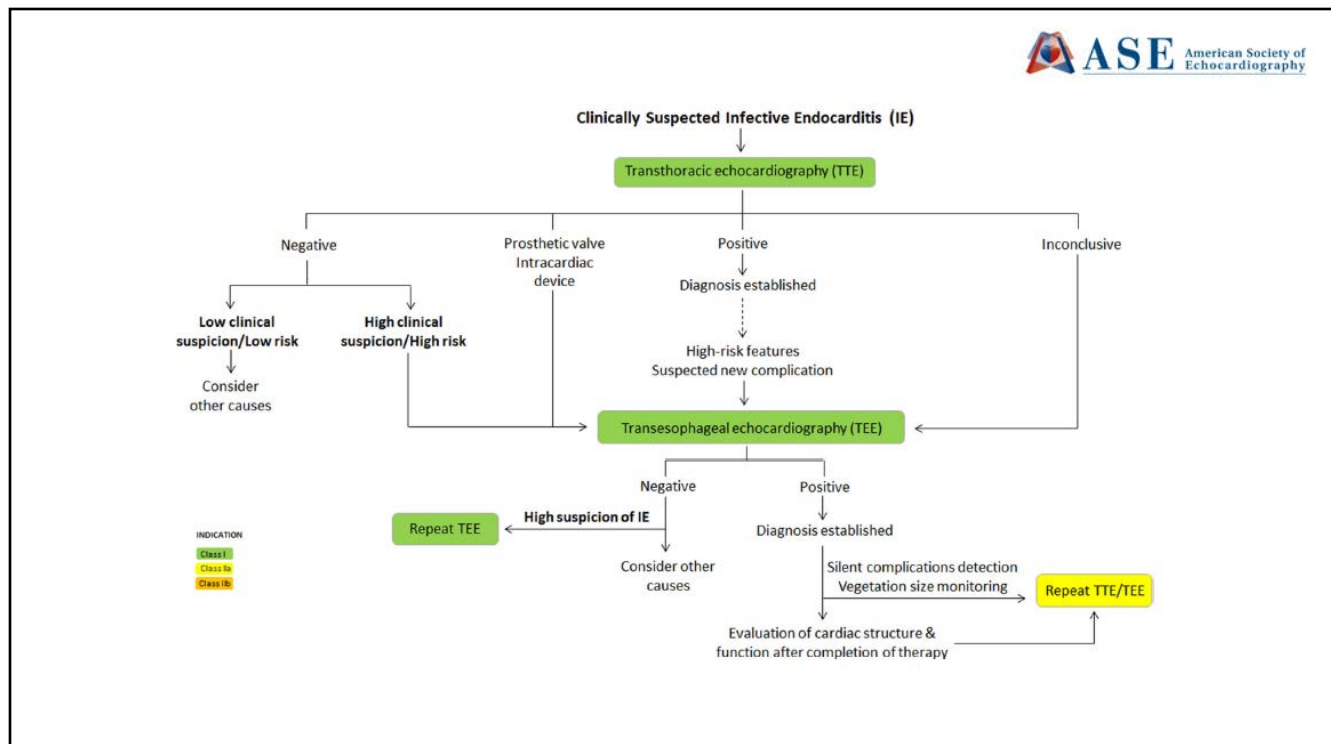 ASE American Society of
Echocardiography
Clinically Suspected Infective Endocarditis (IE)
Transthoracic echocardiography (TTE)
Negative
Prosthetic valve
Intracardiac
device
Positive
Inconclusive
Diagnosis established
Low clinical
suspicion/Low risk
High clinical
suspicion/High risk
High-risk features
Suspected new complication
Consider
other causes
Transesophageal echocardiography (TEE)
Negative
Positive
Repeat TEE
High suspicion of IE
Diagnosis established
Consider other
causes
Silent complications detection
Vegetation size monitoring
Repeat TTE/TEE
Evaluation of cardiac structure &
function after completion of therapy
INDICATION
Class I
Class IIa
Class IIb